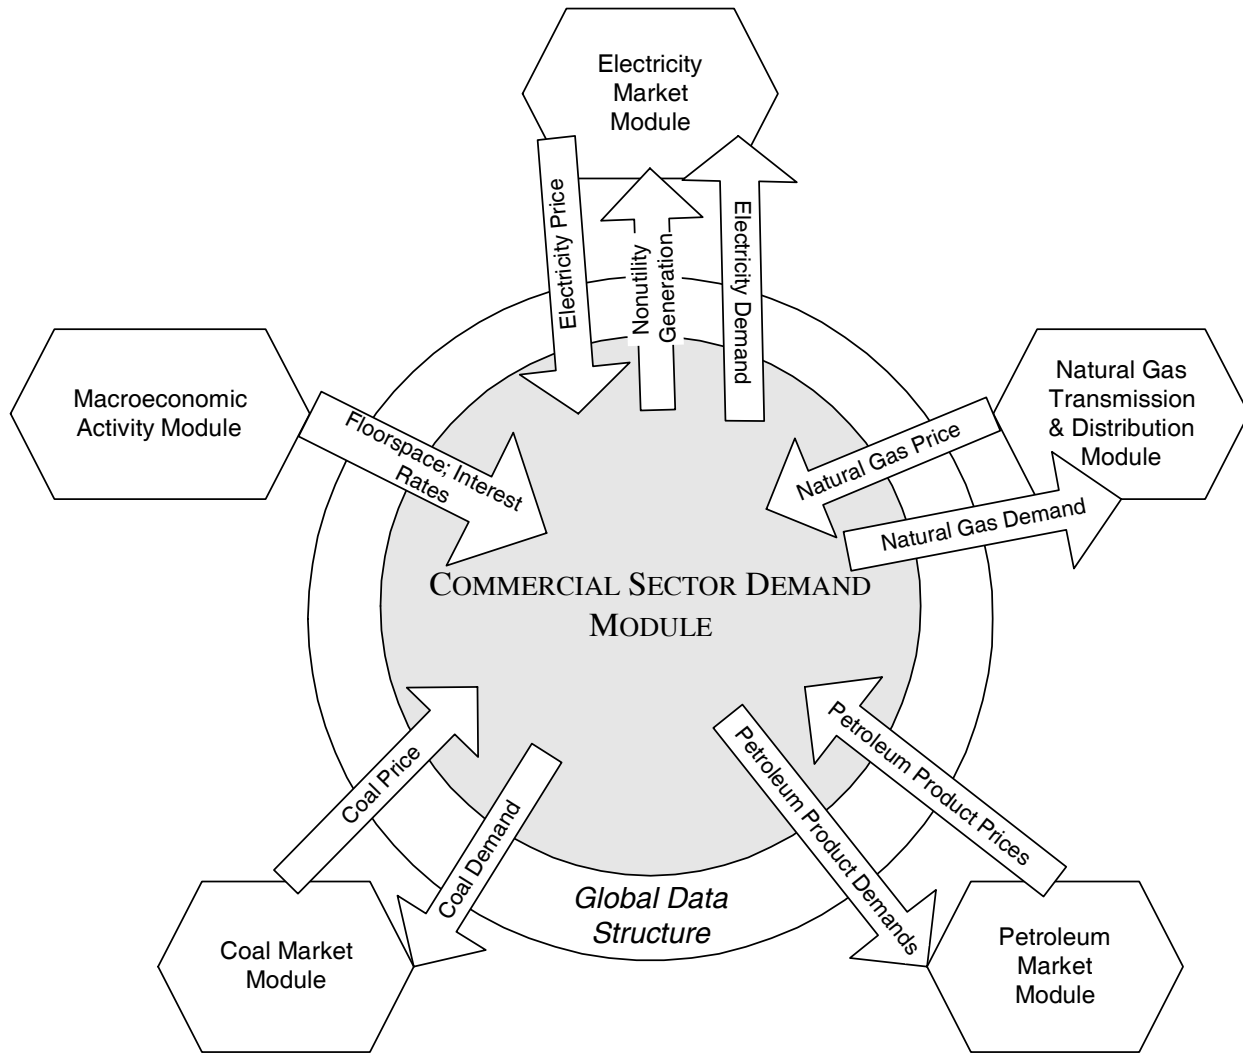 Electricity
Market
Module
Electricity Price
Nonutility
Generation
Electricity Demand
Macroeconomic
Activity Module
Floorspace; Interest
Rates
Natural Gas
Transmission
& Distribution
Module
Natural Gas Price
Natural Gas Demand
COMMERCIAL SECTOR DEMAND
MODULE
Coal Price
Coal Demand
Petroleum Product Demands
Petroleum Product Prices
Global Data
Structure
Coal Market
Module
Petroleum
Market
Module